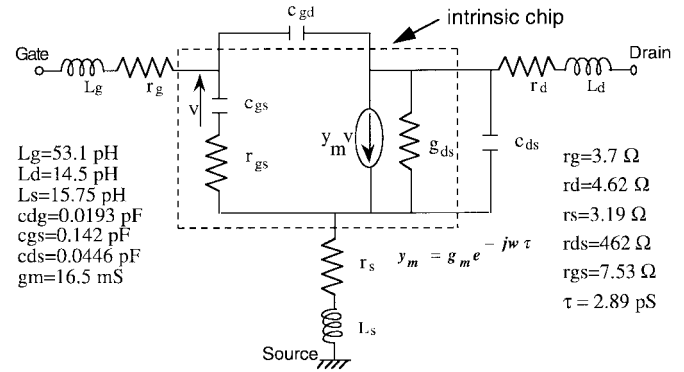 c gd
intrinsic chip
Gate
Drain
Lg
rg
rd
Ld
v
cgs
rgs
ymv
gds
cds
Lg=53.1 pH
Ld=14.5 pH
Ls=15.75 pH
cdg=0.0193 pF
cgs=0.142 pF
cds=0.0446 pF
gm=16.5 mS
rg=3.7 Ω
rd=4.62 Ω
rs=3.19 Ω
rds=462 Ω
rgs=7.53 Ω
τ = 2.89 pS
rs
ym = gm e − jw τ
Ls
Source